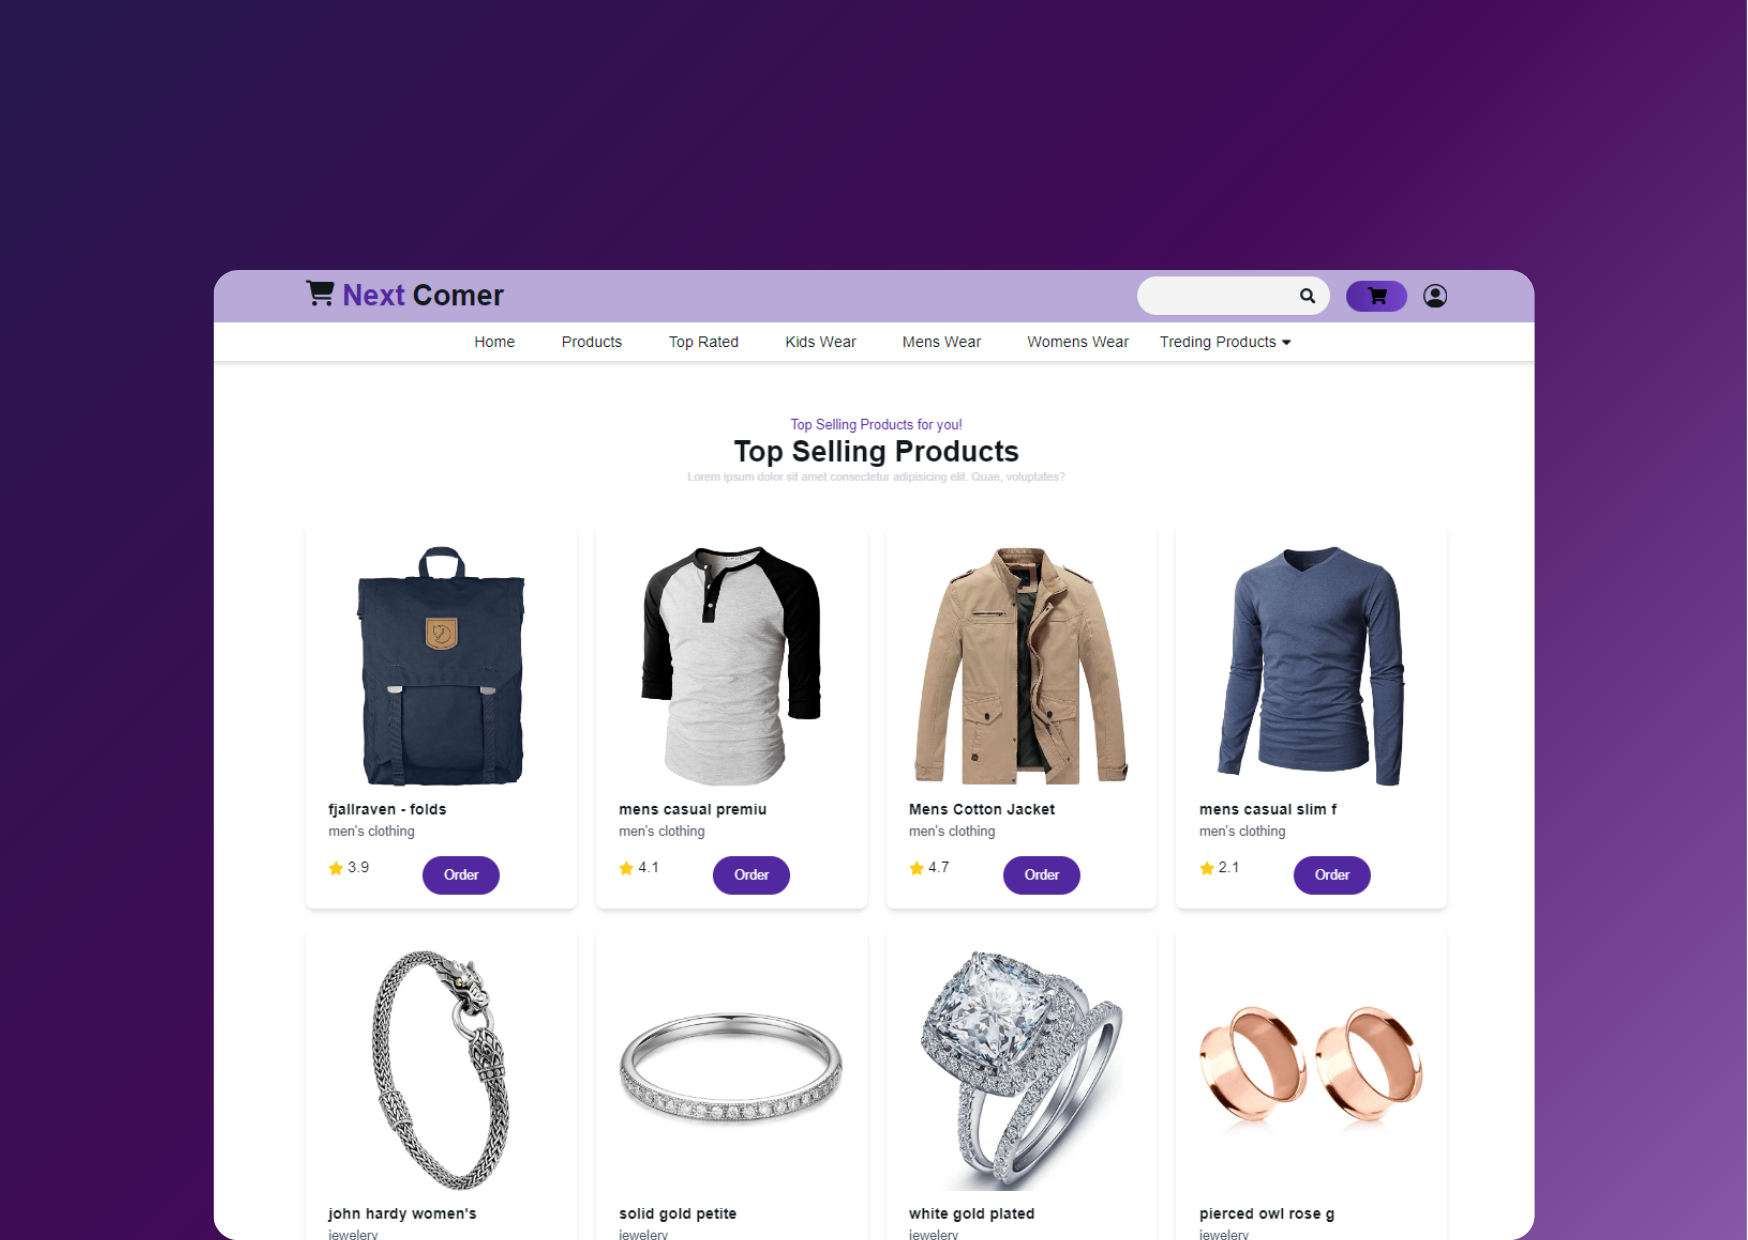 Next Comer
Home Products Top Rated Kids Wear Mens Wear Womens Wear Treding Products
Top Selling Products for you!
Top Selling Products
Lorem ipsum dolor sit amet consectetur adipisicing elit. Quae, voluptates?
fjallraven - folds
men's clothing
3.9 Order
mens casual premiu
men's clothing
4.1 Order
Mens Cotton Jacket
men's clothing
4.7 Order
mens casual slim f
men's clothing
2.1 Order
john hardy women's
jewelery
solid gold petite
jewelery
white gold plated
jewelery
pierced owl rose g
jewelery